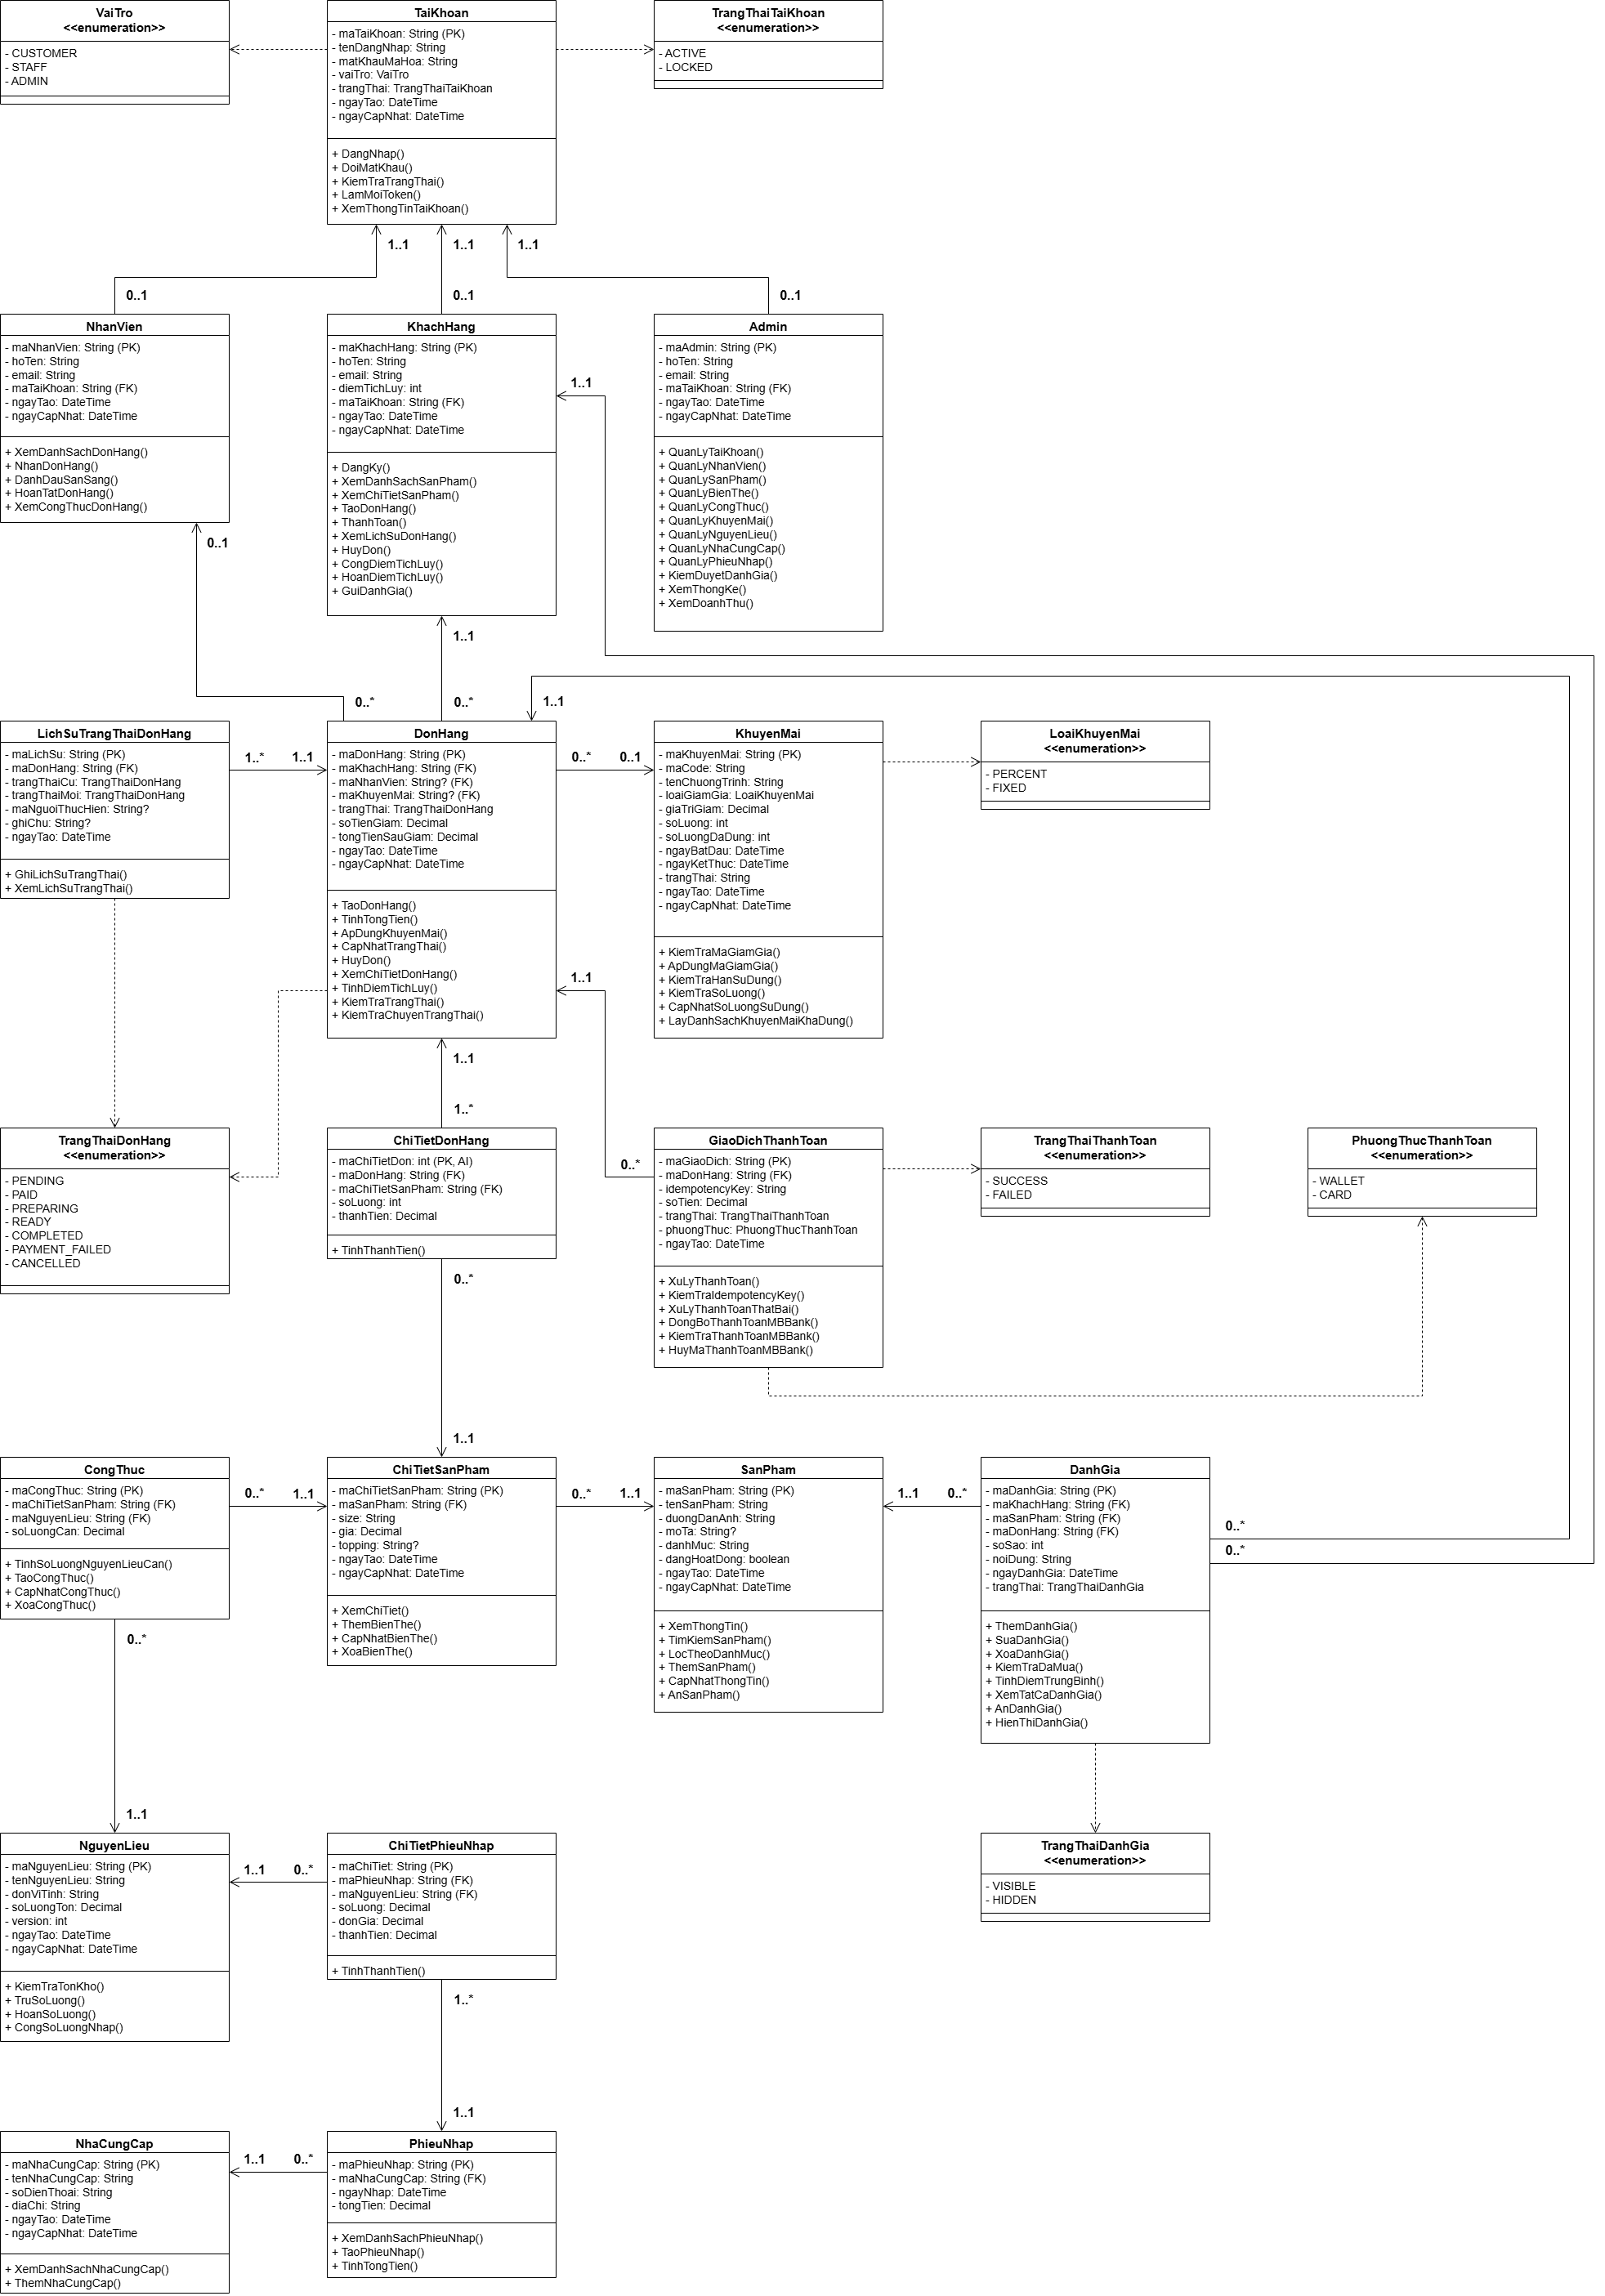 VaiTro
<<enumeration>>
- CUSTOMER
- STAFF
- ADMIN
TaiKhoan
- maTaiKhoan: String (PK)
- tenDangNhap: String
- matKhauMaHoa: String
- vaiTro: VaiTro
- trangThai: TrangThaiTaiKhoan
- ngayTao: DateTime
- ngayCapNhat: DateTime
+ DangNhap()
+ DoiMatKhau()
+ KiemTraTrangThai()
+ LamMoiToken()
+ XemThongTinTaiKhoan()
TrangThaiTaiKhoan
<<enumeration>>
- ACTIVE
- LOCKED
1..1
1..1
1..1
0..1
0..1
0..1
NhanVien
- maNhanVien: String (PK)
- hoTen: String
- email: String
- maTaiKhoan: String (FK)
- ngayTao: DateTime
- ngayCapNhat: DateTime
+ XemDanhSachDonHang()
+ NhanDonHang()
+ DanhDauSanSang()
+ HoanTatDonHang()
+ XemCongThucDonHang()
KhachHang
- maKhachHang: String (PK)
- hoTen: String
- email: String
- diemTichLuy: int
- maTaiKhoan: String (FK)
- ngayTao: DateTime
- ngayCapNhat: DateTime
+ DangKy()
+ XemDanhSachSanPham()
+ XemChiTietSanPham()
+ TaoDonHang()
+ ThanhToan()
+ XemLichSuDonHang()
+ HuyDon()
+ CongDiemTichLuy()
+ HoanDiemTichLuy()
+ GuiDanhGia()
1..1
Admin
- maAdmin: String (PK)
- hoTen: String
- email: String
- maTaiKhoan: String (FK)
- ngayTao: DateTime
- ngayCapNhat: DateTime
+ QuanLyTaiKhoan()
+ QuanLyNhanVien()
+ QuanLySanPham()
+ QuanLyBienThe()
+ QuanLyCongThuc()
+ QuanLyKhuyenMai()
+ QuanLyNguyenLieu()
+ QuanLyNhaCungCap()
+ QuanLyPhieuNhap()
+ KiemDuyetDanhGia()
+ XemThongKe()
+ XemDoanhThu()
0..1
1..1
0..*
0..*
1..1
LichSuTrangThaiDonHang
- maLichSu: String (PK)
- maDonHang: String (FK)
- trangThaiCu: TrangThaiDonHang
- trangThaiMoi: TrangThaiDonHang
- maNguoiThucHien: String?
- ghiChu: String?
- ngayTao: DateTime
+ GhiLichSuTrangThai()
+ XemLichSuTrangThai()
1..*
1..1
DonHang
- maDonHang: String (PK)
- maKhachHang: String (FK)
- maNhanVien: String? (FK)
- maKhuyenMai: String? (FK)
- trangThai: TrangThaiDonHang
- soTienGiam: Decimal
- tongTienSauGiam: Decimal
- ngayTao: DateTime
- ngayCapNhat: DateTime
+ TaoDonHang()
+ TinhTongTien()
+ ApDungKhuyenMai()
+ CapNhatTrangThai()
+ HuyDon()
+ XemChiTietDonHang()
+ TinhDiemTichLuy()
+ KiemTraTrangThai()
+ KiemTraChuyenTrangThai()
0..*
0..1
KhuyenMai
- maKhuyenMai: String (PK)
- maCode: String
- tenChuongTrinh: String
- loaiGiamGia: LoaiKhuyenMai
- giaTriGiam: Decimal
- soLuong: int
- soLuongDaDung: int
- ngayBatDau: DateTime
- ngayKetThuc: DateTime
- trangThai: String
- ngayTao: DateTime
- ngayCapNhat: DateTime
+ KiemTraMaGiamGia()
+ ApDungMaGiamGia()
+ KiemTraHanSuDung()
+ KiemTraSoLuong()
+ CapNhatSoLuongSuDung()
+ LayDanhSachKhuyenMaiKhaDung()
LoaiKhuyenMai
<<enumeration>>
- PERCENT
- FIXED
1..1
1..1
1..*
0..*
TrangThaiDonHang
<<enumeration>>
- PENDING
- PAID
- PREPARING
- READY
- COMPLETED
- PAYMENT_FAILED
- CANCELLED
ChiTietDonHang
- maChiTietDon: int (PK, AI)
- maDonHang: String (FK)
- maChiTietSanPham: String (FK)
- soLuong: int
- thanhTien: Decimal
+ TinhThanhTien()
GiaoDichThanhToan
- maGiaoDich: String (PK)
- maDonHang: String (FK)
- idempotencyKey: String
- soTien: Decimal
- trangThai: TrangThaiThanhToan
- phuongThuc: PhuongThucThanhToan
- ngayTao: DateTime
+ XuLyThanhToan()
+ KiemTraIdempotencyKey()
+ XuLyThanhToanThatBai()
+ DongBoThanhToanMBBank()
+ KiemTraThanhToanMBBank()
+ HuyMaThanhToanMBBank()
TrangThaiThanhToan
<<enumeration>>
- SUCCESS
- FAILED
PhuongThucThanhToan
<<enumeration>>
- WALLET
- CARD
0..*
1..1
CongThuc
- maCongThuc: String (PK)
- maChiTietSanPham: String (FK)
- maNguyenLieu: String (FK)
- soLuongCan: Decimal
+ TinhSoLuongNguyenLieuCan()
+ TaoCongThuc()
+ CapNhatCongThuc()
+ XoaCongThuc()
0..*
1..1
ChiTietSanPham
- maChiTietSanPham: String (PK)
- maSanPham: String (FK)
- size: String
- gia: Decimal
- topping: String?
- ngayTao: DateTime
- ngayCapNhat: DateTime
+ XemChiTiet()
+ ThemBienThe()
+ CapNhatBienThe()
+ XoaBienThe()
0..*
1..1
SanPham
- maSanPham: String (PK)
- tenSanPham: String
- duongDanAnh: String
- moTa: String?
- danhMuc: String
- dangHoatDong: boolean
- ngayTao: DateTime
- ngayCapNhat: DateTime
+ XemThongTin()
+ TimKiemSanPham()
+ LocTheoDanhMuc()
+ ThemSanPham()
+ CapNhatThongTin()
+ AnSanPham()
1..1
0..*
DanhGia
- maDanhGia: String (PK)
- maKhachHang: String (FK)
- maSanPham: String (FK)
- maDonHang: String (FK)
- soSao: int
- noiDung: String
- ngayDanhGia: DateTime
- trangThai: TrangThaiDanhGia
+ ThemDanhGia()
+ SuaDanhGia()
+ XoaDanhGia()
+ KiemTraDaMua()
+ TinhDiemTrungBinh()
+ XemTatCaDanhGia()
+ AnDanhGia()
+ HienThiDanhGia()
0..*
0..*
0..*
1..1
NguyenLieu
- maNguyenLieu: String (PK)
- tenNguyenLieu: String
- donViTinh: String
- soLuongTon: Decimal
- version: int
- ngayTao: DateTime
- ngayCapNhat: DateTime
+ KiemTraTonKho()
+ TruSoLuong()
+ HoanSoLuong()
+ CongSoLuongNhap()
1..1
0..*
ChiTietPhieuNhap
- maChiTiet: String (PK)
- maPhieuNhap: String (FK)
- maNguyenLieu: String (FK)
- soLuong: Decimal
- donGia: Decimal
- thanhTien: Decimal
+ TinhThanhTien()
TrangThaiDanhGia
<<enumeration>>
- VISIBLE
- HIDDEN
1..*
1..1
NhaCungCap
- maNhaCungCap: String (PK)
- tenNhaCungCap: String
- soDienThoai: String
- diaChi: String
- ngayTao: DateTime
- ngayCapNhat: DateTime
+ XemDanhSachNhaCungCap()
+ ThemNhaCungCap()
1..1
0..*
PhieuNhap
- maPhieuNhap: String (PK)
- maNhaCungCap: String (FK)
- ngayNhap: DateTime
- tongTien: Decimal
+ XemDanhSachPhieuNhap()
+ TaoPhieuNhap()
+ TinhTongTien()